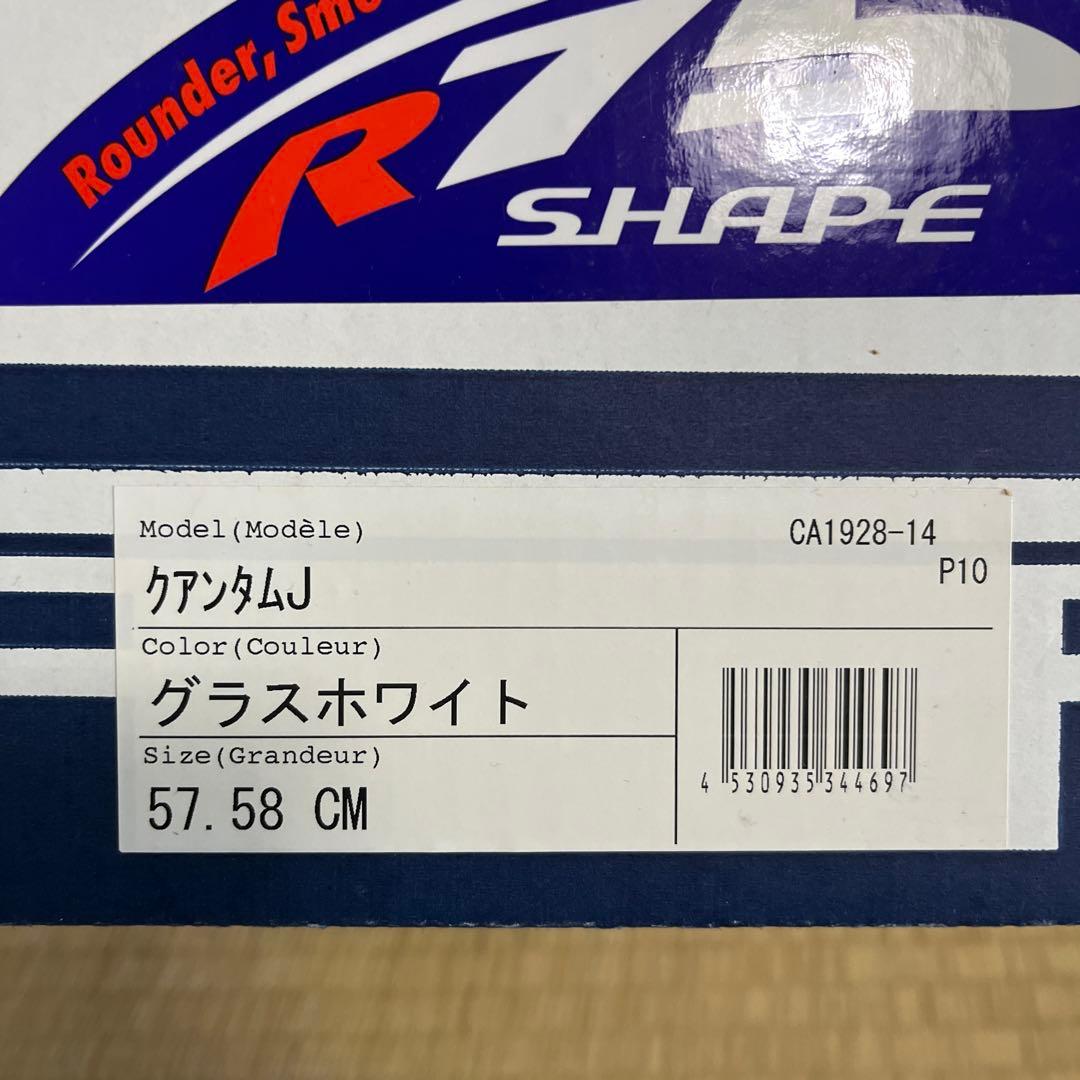 Rounder, Smo
R75
SHAPE
Model(Modèle)
CA1928-14
P10
ｸｱﾝﾀﾑJ
Color(Couleur)
グラスホワイト
Size(Grandeur)
57.58 CM
4 530935 344697